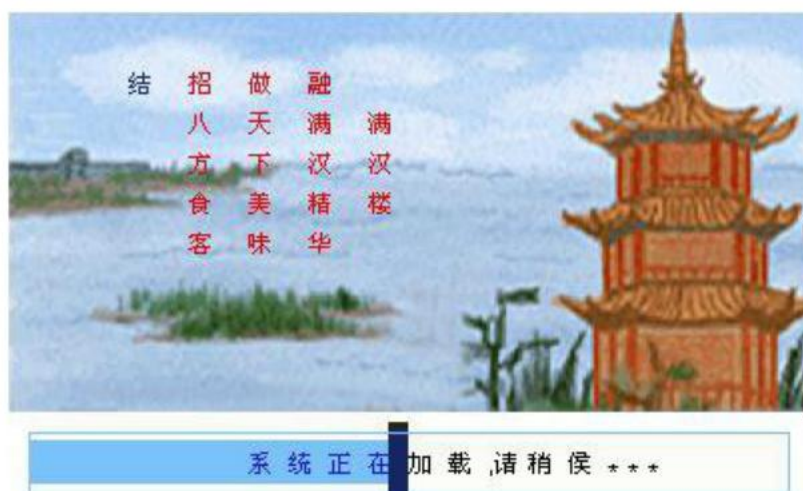 满汉楼
融满汉精华
做天下美味
招八方食客
结
系统正在加载,请稍侯***